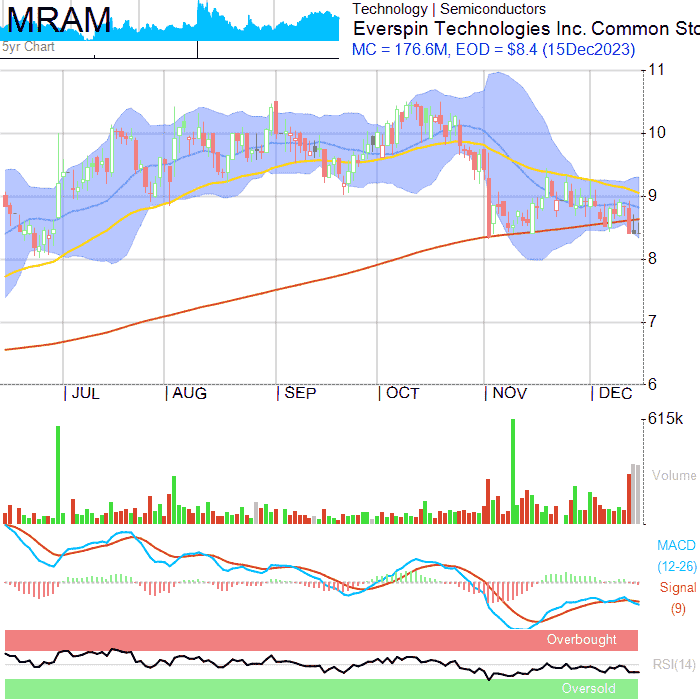 MRAM
Technology | Semiconductors
Everspin Technologies Inc. Common Sto
MC = 176.6M, EOD = $8.4 (15Dec2023)
5yr Chart
11
10
9
8
7
6
JUL
AUG
SEP
OCT
NOV
DEC
615k
Volume
MACD
(12-26)
Signal
(9)
Overbought
RSI(14)
Oversold